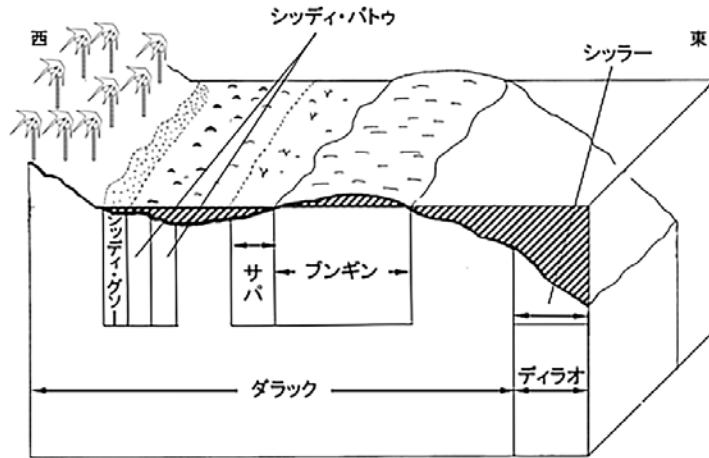 シッディ・バトゥ
西
東
シッラー
シッディ・グソー
サパ
ブンギン
ダラック
ディラオ